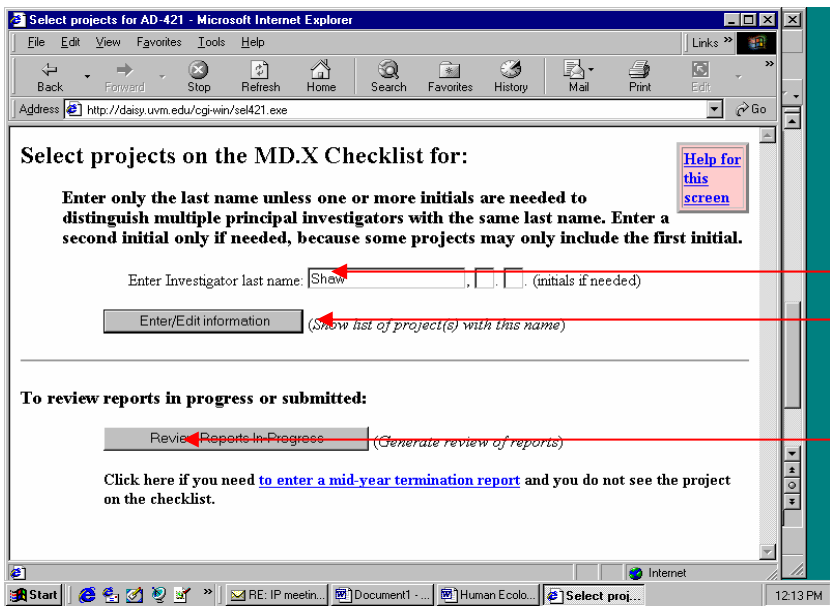 Select projects for AD-421 - Microsoft Internet Explorer
File Edit View Favorites Tools Help Links »
Back Forward Stop Refresh Home Search Favorites History Mail Print Edit »
Address http://daisy.uvm.edu/cgi-win/sel421.exe Go
Select projects on the MD.X Checklist for:
Help for
this
screen
Enter only the last name unless one or more initials are needed to
distinguish multiple principal investigators with the same last name. Enter a
second initial only if needed, because some projects may only include the first initial.
Enter Investigator last name: Shaw , . . (initials if needed)
Enter/Edit information (Show list of project(s) with this name)
To review reports in progress or submitted:
Review Reports In-Progress (Generate review of reports)
Click here if you need to enter a mid-year termination report and you do not see the project
on the checklist.
Internet
Start » RE: IP meetin... Document1 - ... Human Ecolo... Select proj... 12:13 PM